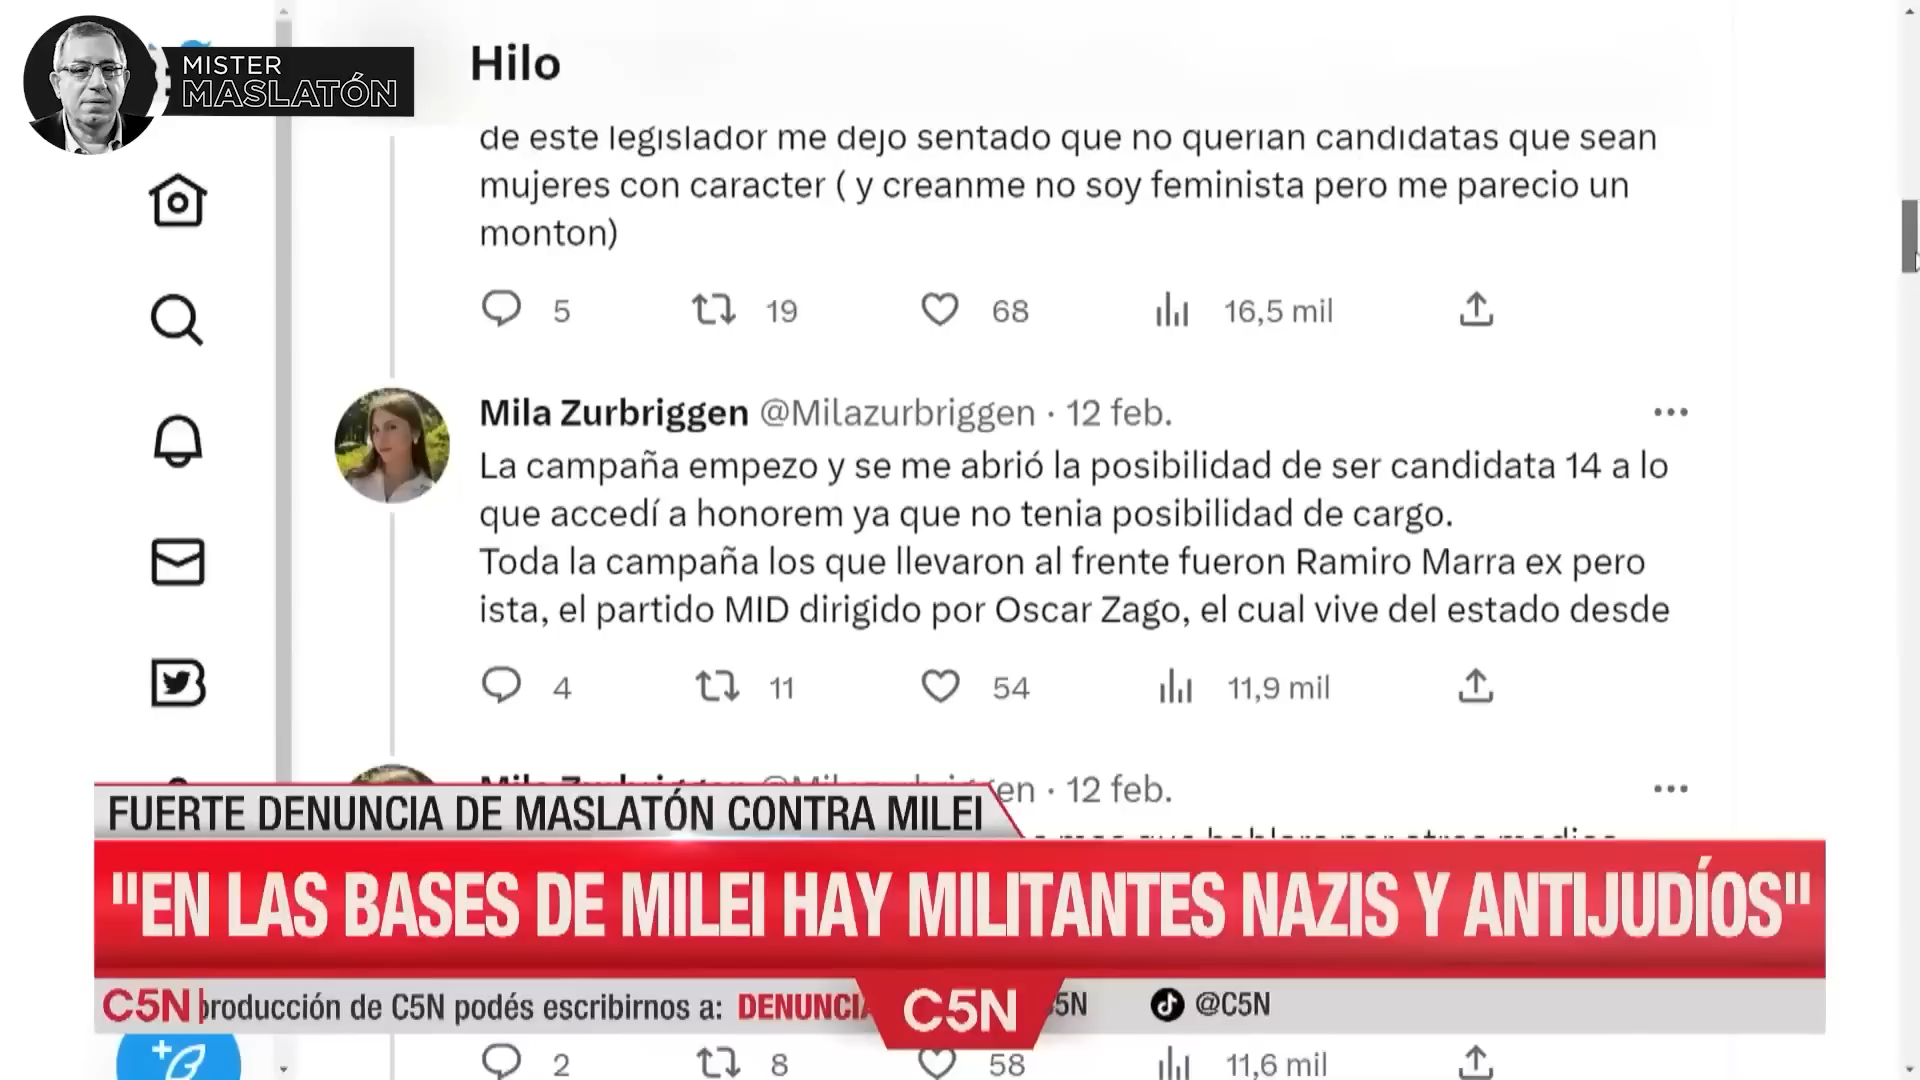 MISTER
MASLATÓN
Hilo
de este legislador me dejo sentado que no querian candidatas que sean
mujeres con caracter ( y creanme no soy feminista pero me parecio un
monton)
5 19 68 16,5 mil
Mila Zurbriggen @Milazurbriggen · 12 feb.
La campaña empezo y se me abrió la posibilidad de ser candidata 14 a lo
que accedí a honorem ya que no tenia posibilidad de cargo.
Toda la campaña los que llevaron al frente fueron Ramiro Marra ex pero
ista, el partido MID dirigido por Oscar Zago, el cual vive del estado desde
4 11 54 11,9 mil
Mila Zurbriggen @Milazurbriggen · 12 feb.
FUERTE DENUNCIA DE MASLATÓN CONTRA MILEI
"EN LAS BASES DE MILEI HAY MILITANTES NAZIS Y ANTIJUDÍOS"
C5N producción de C5N podés escribirnos a: DENUNCIA C5N 5N @C5N
2 8 58 11,6 mil